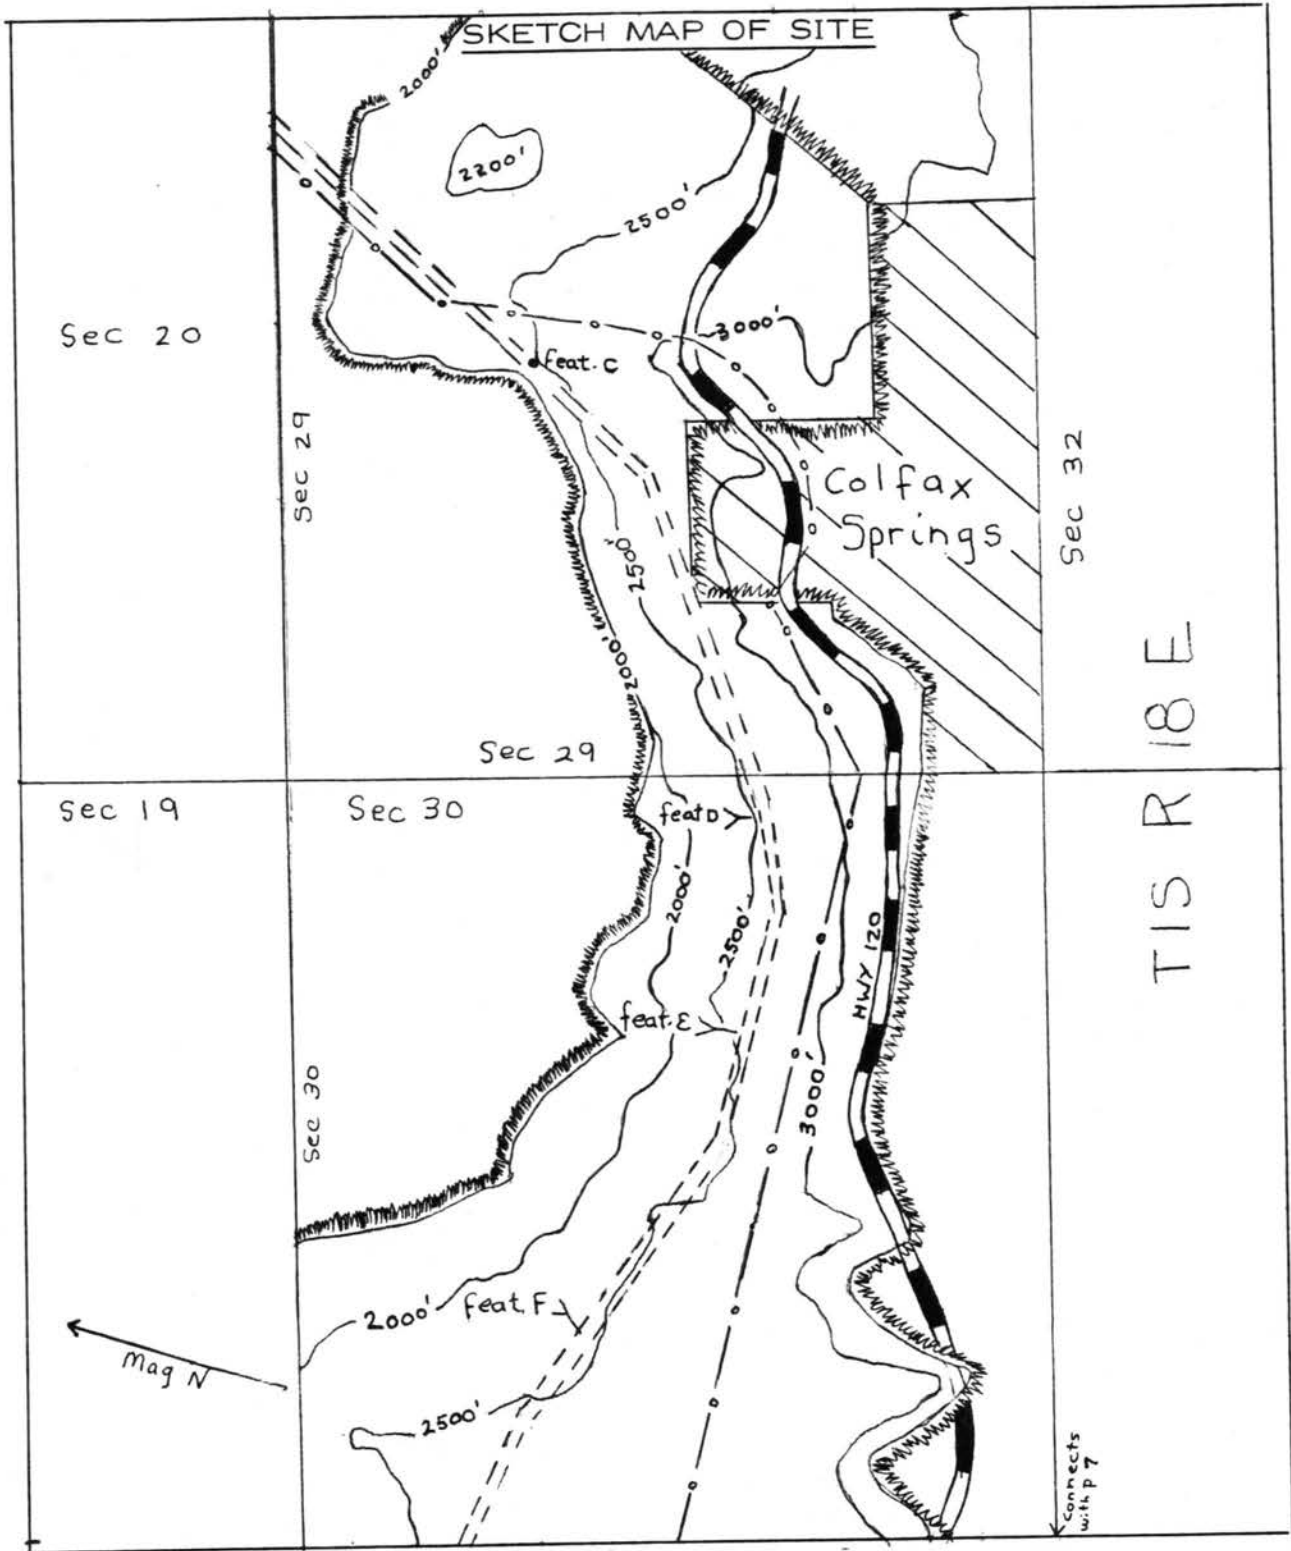 SKETCH MAP OF SITE
2000'
2200'
2500'
Sec 20
3000'
feat. C
Sec 29
Colfax
Springs
Sec 32
2500'
2000'
T1S R 18 E
Sec 29
Sec 19
Sec 30
feat D
2000'
2500'
HWY 120
feat. E
3000'
Sec 30
2000'
feat. F
Mag N
2500'
Connects
with p 7